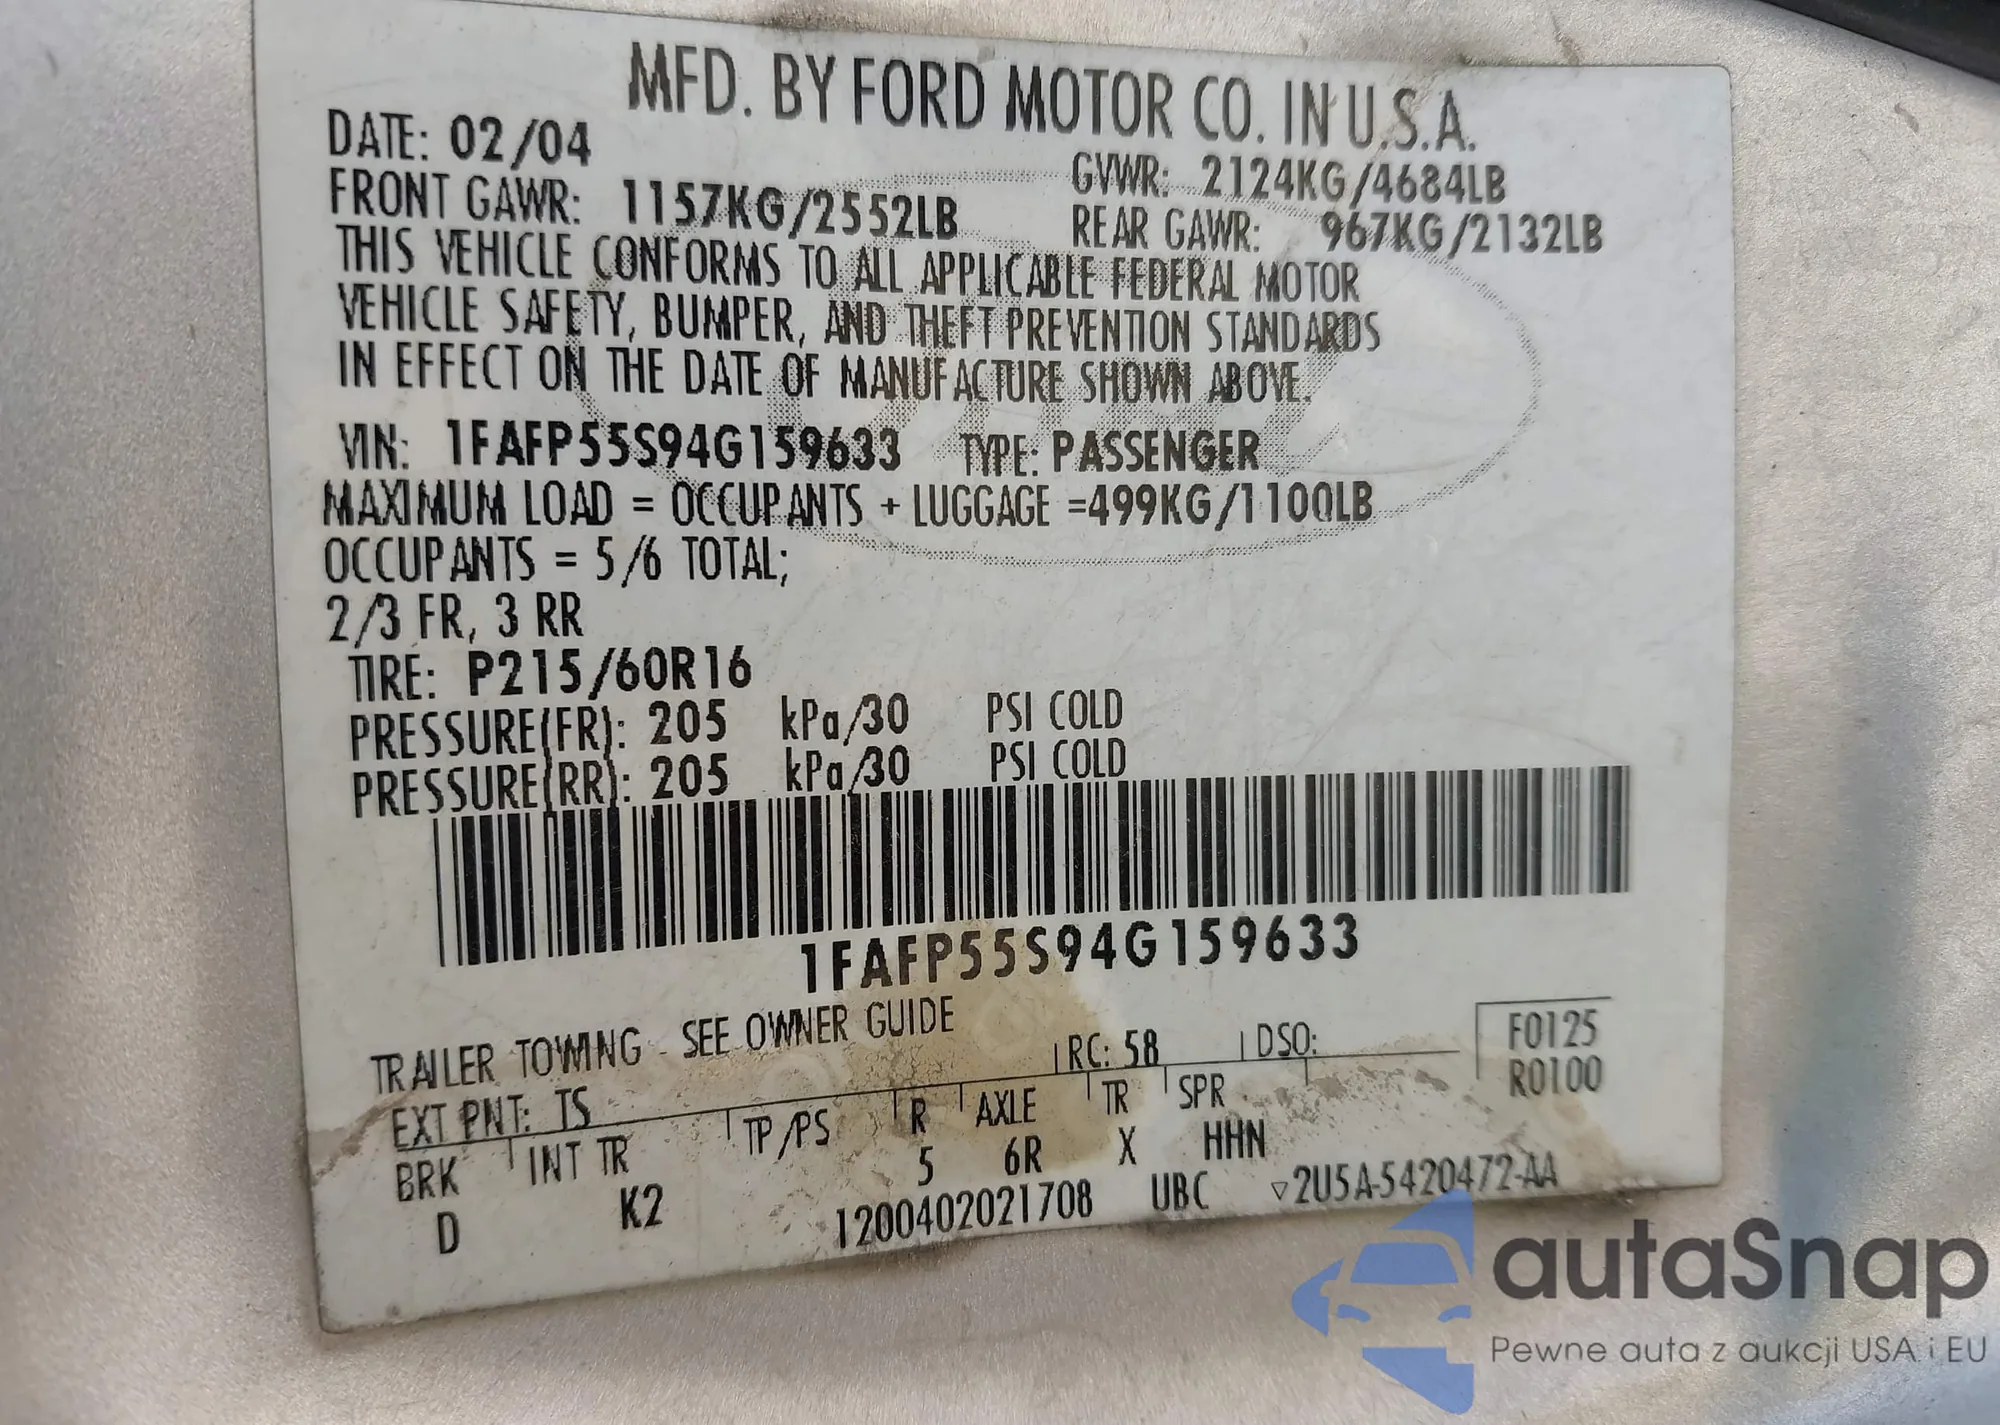 MFD. BY FORD MOTOR CO. IN U.S.A.
DATE: 02/04
GVWR: 2124KG/4684LB
FRONT GAWR: 1157KG/2552LB
REAR GAWR: 967KG/2132LB
THIS VEHICLE CONFORMS TO ALL APPLICABLE FEDERAL MOTOR
VEHICLE SAFETY, BUMPER, AND THEFT PREVENTION STANDARDS
IN EFFECT ON THE DATE OF MANUFACTURE SHOWN ABOVE.
VIN: 1FAFP55S94G159633 TYPE: PASSENGER
MAXIMUM LOAD = OCCUPANTS + LUGGAGE =499KG/1100LB
OCCUPANTS = 5/6 TOTAL;
2/3 FR, 3 RR
TIRE: P215/60R16
PRESSURE(FR): 205 kPa/30 PSI COLD
PRESSURE(RR): 205 kPa/30 PSI COLD
1FAFP55S94G159633
TRAILER TOWING - SEE OWNER GUIDE
F0125
R0100
EXT PNT: TS RC: 58 DSO:
BRK INT TR TP/PS R AXLE TR SPR
D K2 5 6R X HHN
1200402021708 UBC ▽2U5A-5420472-AA
autaSnap
Pewne auta z aukcji USA i EU